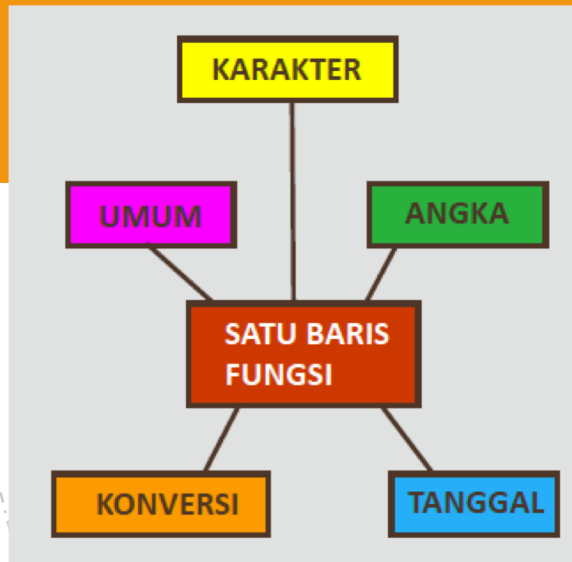 KARAKTER
UMUM
ANGKA
SATU BARIS
FUNGSI
KONVERSI
TANGGAL